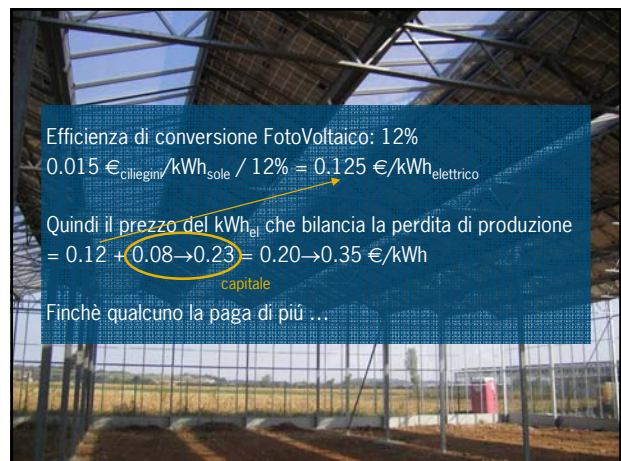 Efficienza di conversione FotoVoltaico: 12%
0.015 €ciliegini/kWhsole / 12% = 0.125 €/kWhelettrico
Quindi il prezzo del kWhel che bilancia la perdita di produzione
= 0.12 + 0.08→0.23 = 0.20→0.35 €/kWh
capitale
Finchè qualcuno la paga di piú …